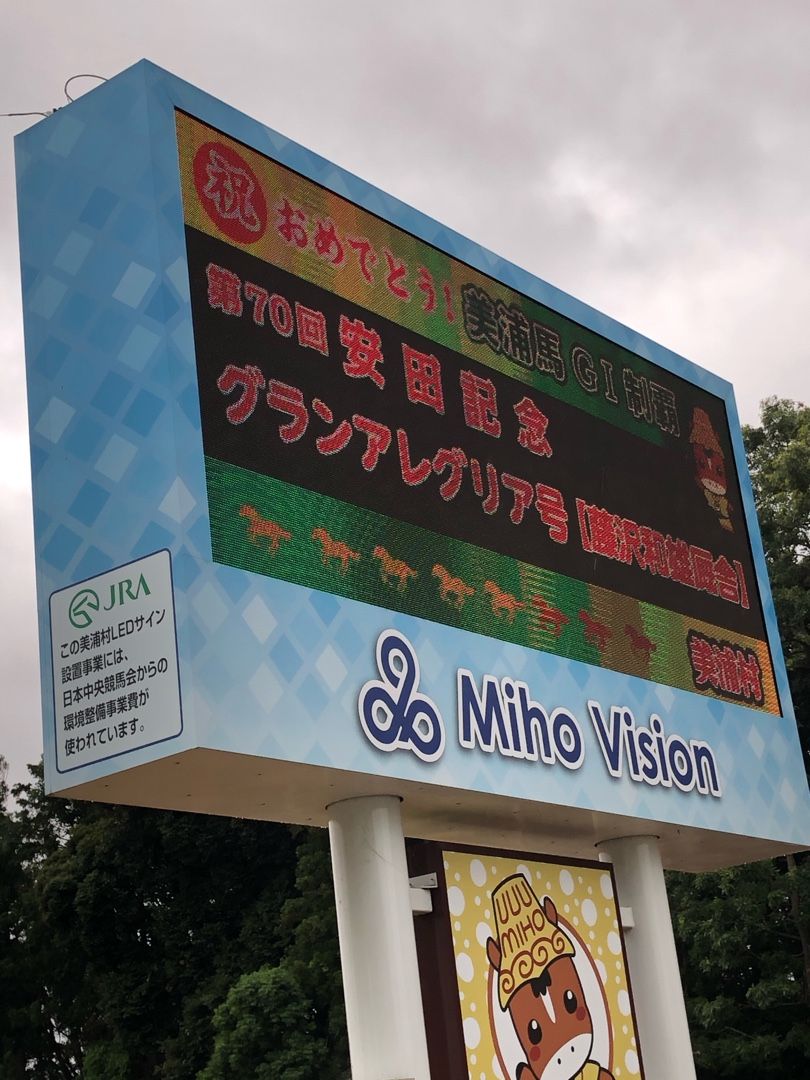 祝 おめでとう! 美浦馬 GⅠ 制覇
第70回 安田記念
グランアレグリア号【藤沢和雄厩舎】
美浦村
JRA
この美浦村LEDサイン
設置事業には、
日本中央競馬会からの
環境整備事業費が
使われています。
Miho Vision
UUU
MIHO